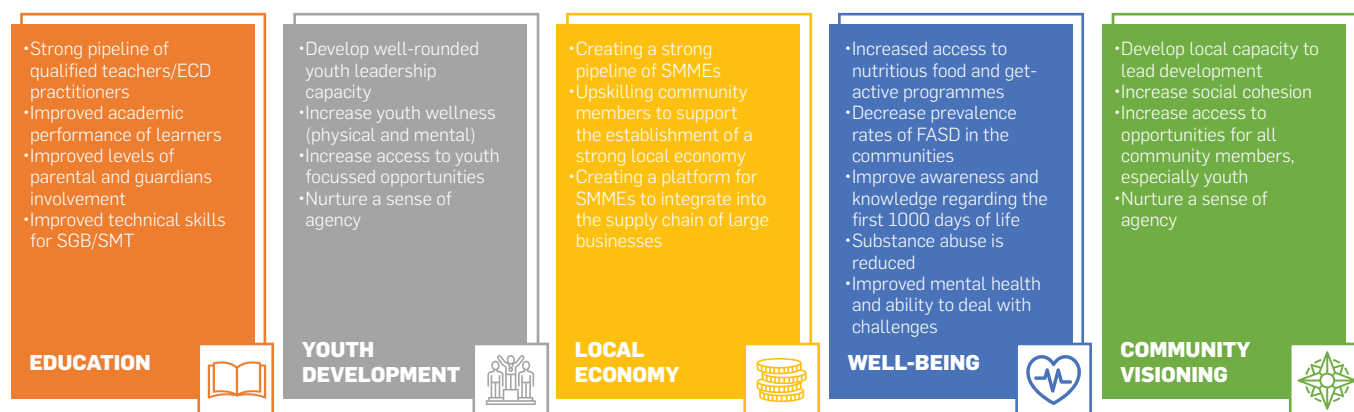 •Strong pipeline of
qualified teachers/ECD
practitioners
•Improved academic
performance of learners
•Improved levels of
parental and guardians
involvement
•Improved technical skills
for SGB/SMT
EDUCATION
•Develop well-rounded
youth leadership
capacity
•Increase youth wellness
(physical and mental)
•Increase access to youth
focussed opportunities
•Nurture a sense of
agency
YOUTH
DEVELOPMENT
•Creating a strong
pipeline of SMMEs
•Upskilling community
members to support
the establishment of a
strong local economy
•Creating a platform for
SMMEs to integrate into
the supply chain of large
businesses
LOCAL
ECONOMY
•Increased access to
nutritious food and get-
active programmes
•Decrease prevalence
rates of FASD in the
communities
•Improve awareness and
knowledge regarding the
first 1000 days of life
•Substance abuse is
reduced
•Improved mental health
and ability to deal with
challenges
WELL-BEING
•Develop local capacity to
lead development
•Increase social cohesion
•Increase access to
opportunities for all
community members,
especially youth
•Nurture a sense of
agency
COMMUNITY
VISIONING